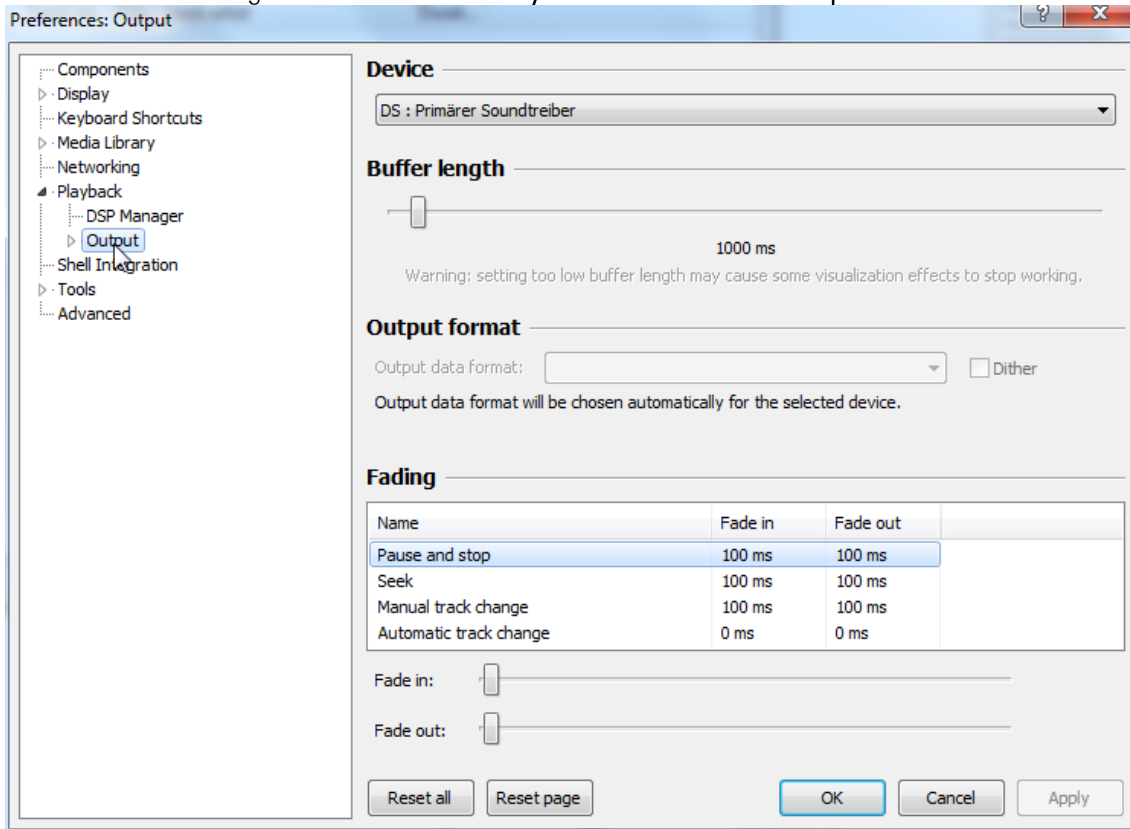 Preferences: Output
Components
Display
Keyboard Shortcuts
Media Library
Networking
Playback
DSP Manager
Output
Shell Integration
Tools
Advanced
Device
DS : Primärer Soundtreiber
Buffer length
1000 ms
Warning: setting too low buffer length may cause some visualization effects to stop working.
Output format
Output data format:
Dither
Output data format will be chosen automatically for the selected device.
Fading
Name Fade in Fade out
Pause and stop 100 ms 100 ms
Seek 100 ms 100 ms
Manual track change 100 ms 100 ms
Automatic track change 0 ms 0 ms
Fade in:
Fade out:
Reset all Reset page OK Cancel Apply